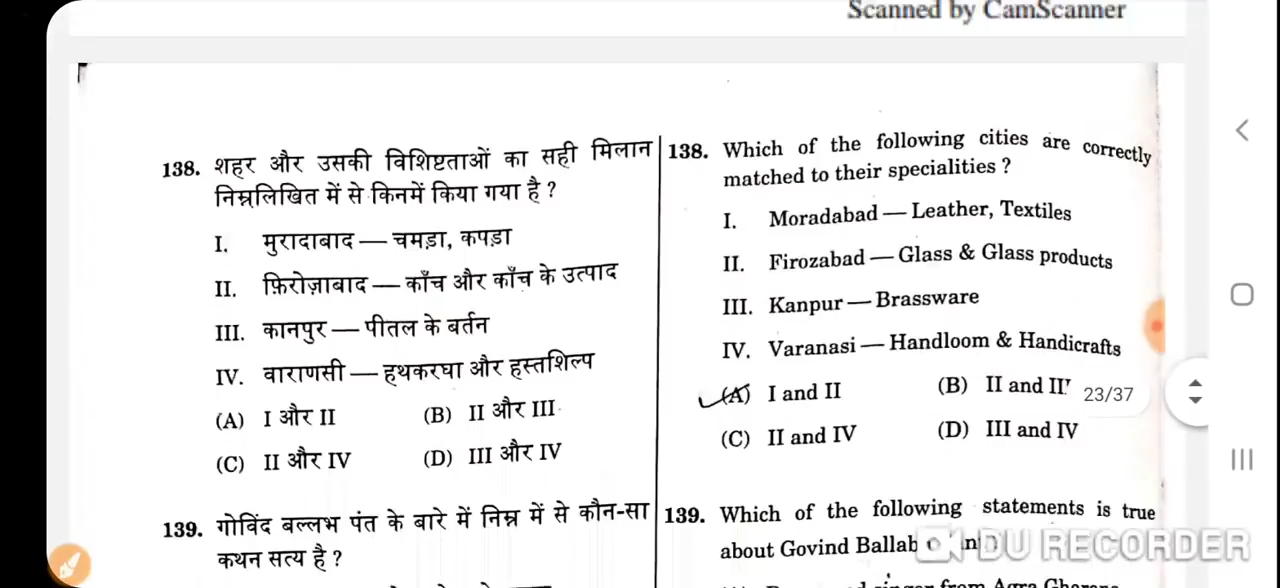 Scanned by CamScanner
138. शहर और उसकी विशिष्टताओं का सही मिलान
निम्नलिखित में से किनमें किया गया है ?
I. मुरादाबाद — चमड़ा, कपड़ा
II. फ़िरोज़ाबाद — काँच और काँच के उत्पाद
III. कानपुर — पीतल के बर्तन
IV. वाराणसी — हथकरघा और हस्तशिल्प
(A) I और II (B) II और III
(C) II और IV (D) III और IV
139. गोविंद बल्लभ पंत के बारे में निम्न में से कौन-सा
कथन सत्य है ?
138. Which of the following cities are correctly
matched to their specialities ?
I. Moradabad — Leather, Textiles
II. Firozabad — Glass & Glass products
III. Kanpur — Brassware
IV. Varanasi — Handloom & Handicrafts
(A) I and II (B) II and
(C) II and IV (D) III and IV
23/37
139. Which of the following statements is true
about Govind Ballab
DU RECORDER